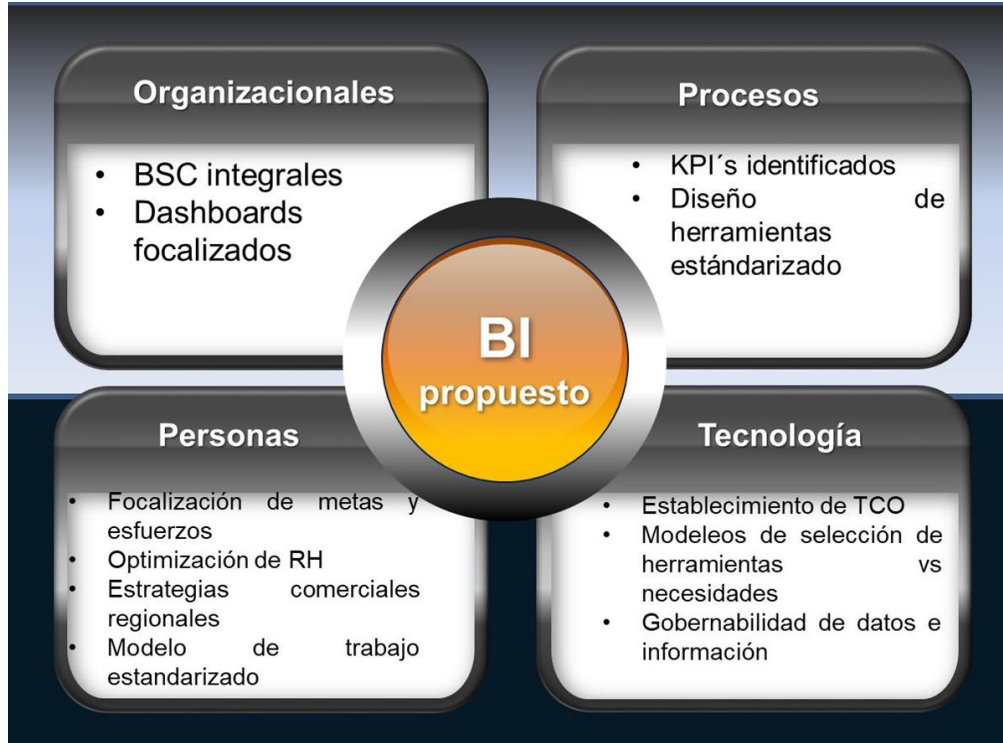 Organizacionales
• BSC integrales
• Dashboards
focalizados
Procesos
• KPI´s identificados
• Diseño de
herramientas
estándarizado
BI
propuesto
Personas
• Focalización de metas y
esfuerzos
• Optimización de RH
• Estrategias comerciales
regionales
• Modelo de trabajo
estandarizado
Tecnología
• Establecimiento de TCO
• Modeleos de selección de
herramientas vs
necesidades
• Gobernabilidad de datos e
información